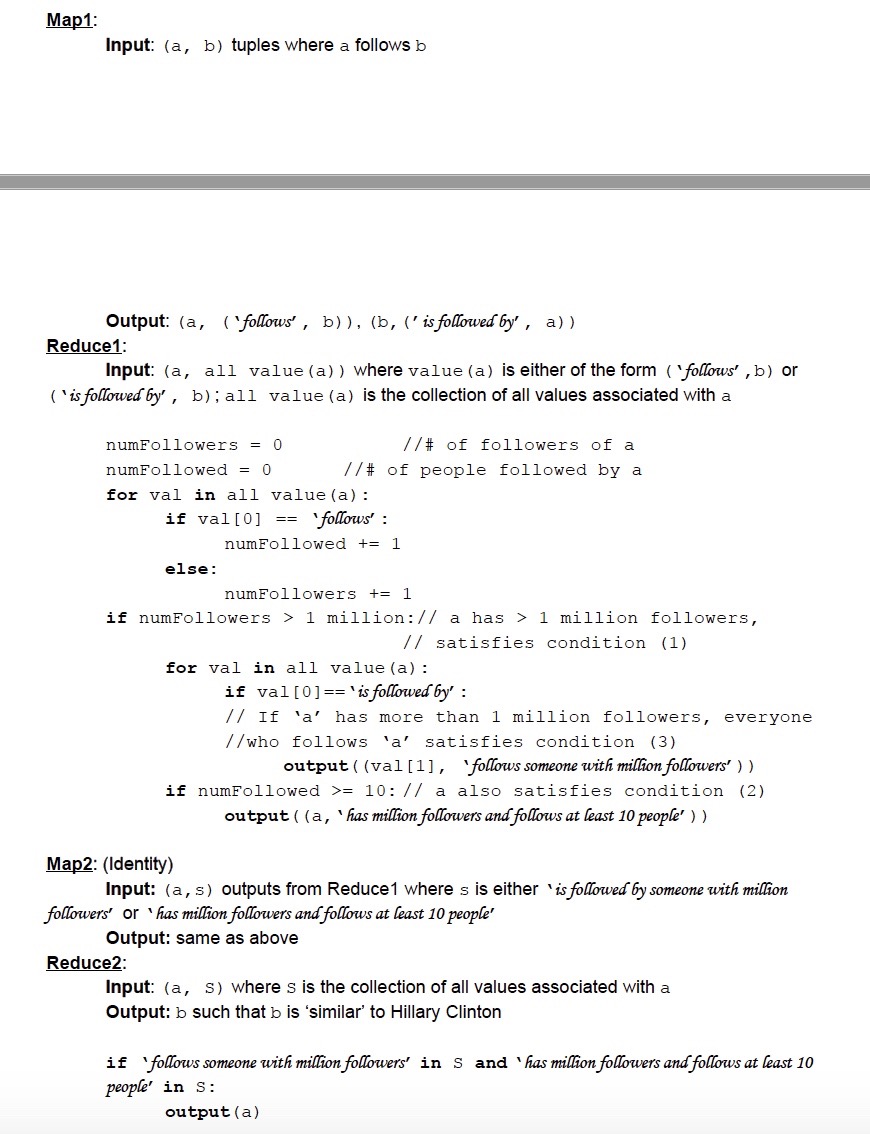 Map1:
Input: (a, b) tuples where a follows b
Output: (a, (‘follows’, b)), (b, (’is followed by’, a))
Reduce1:
Input: (a, all value(a)) where value(a) is either of the form (‘follows’,b) or
(‘is followed by’, b); all value(a) is the collection of all values associated with a
numFollowers = 0 //# of followers of a
numFollowed = 0 //# of people followed by a
for val in all value(a):
if val[0] == ‘follows’:
numFollowed += 1
else:
numFollowers += 1
if numFollowers > 1 million:// a has > 1 million followers,
// satisfies condition (1)
for val in all value(a):
if val[0]==‘is followed by’:
// If ‘a’ has more than 1 million followers, everyone
//who follows ‘a’ satisfies condition (3)
output((val[1], ‘follows someone with million followers’))
if numFollowed >= 10:// a also satisfies condition (2)
output((a,‘has million followers and follows at least 10 people’))
Map2: (Identity)
Input: (a,s) outputs from Reduce1 where s is either ‘is followed by someone with million
followers’ or ‘has million followers and follows at least 10 people’
Output: same as above
Reduce2:
Input: (a, S) where S is the collection of all values associated with a
Output: b such that b is ‘similar’ to Hillary Clinton
if ‘follows someone with million followers’ in S and ‘has million followers and follows at least 10
people’ in S:
output(a)